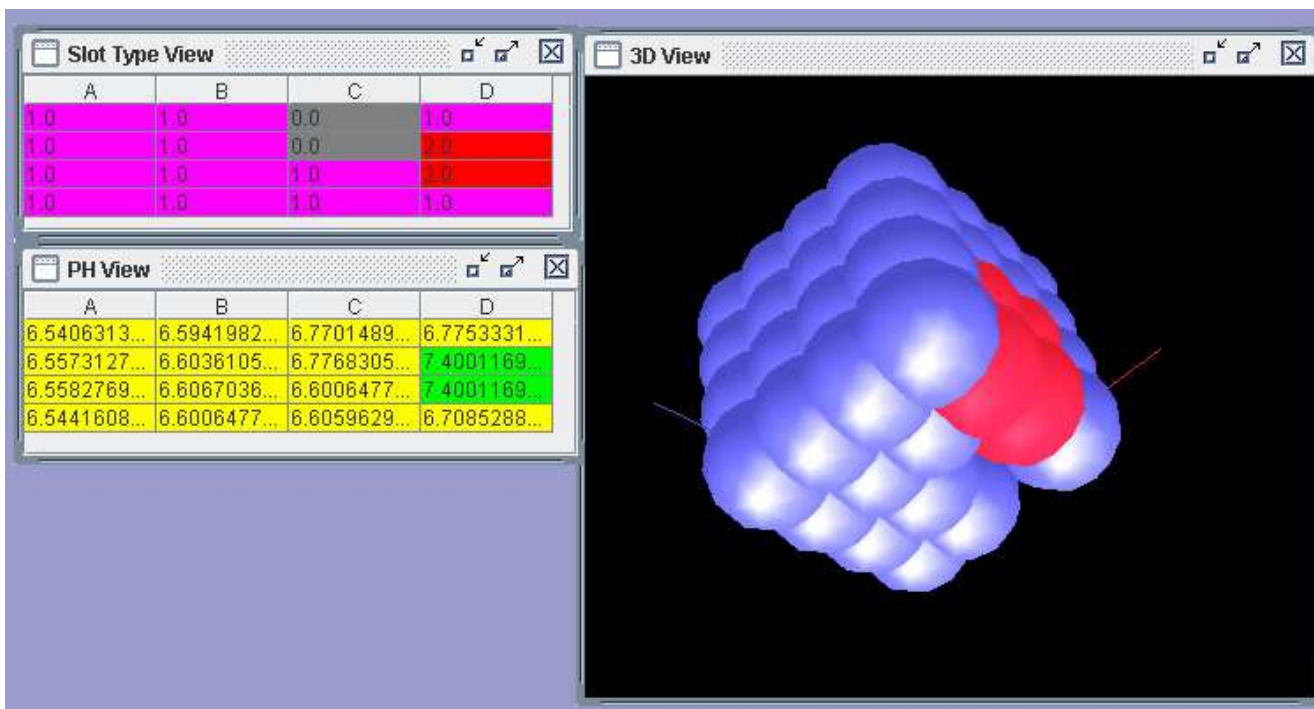 Slot Type View
A B C D
1.0 1.0 0.0 1.0
1.0 1.0 0.0 2.0
1.0 1.0 1.0 2.0
1.0 1.0 1.0 1.0
PH View
A B C D
6.5406313... 6.5941982... 6.7701489... 6.7753331...
6.5573127... 6.6036105... 6.7768305... 7.4001169...
6.5582769... 6.6067036... 6.6006477... 7.4001169...
6.5441608... 6.6006477... 6.6059629... 6.7085288...
3D View